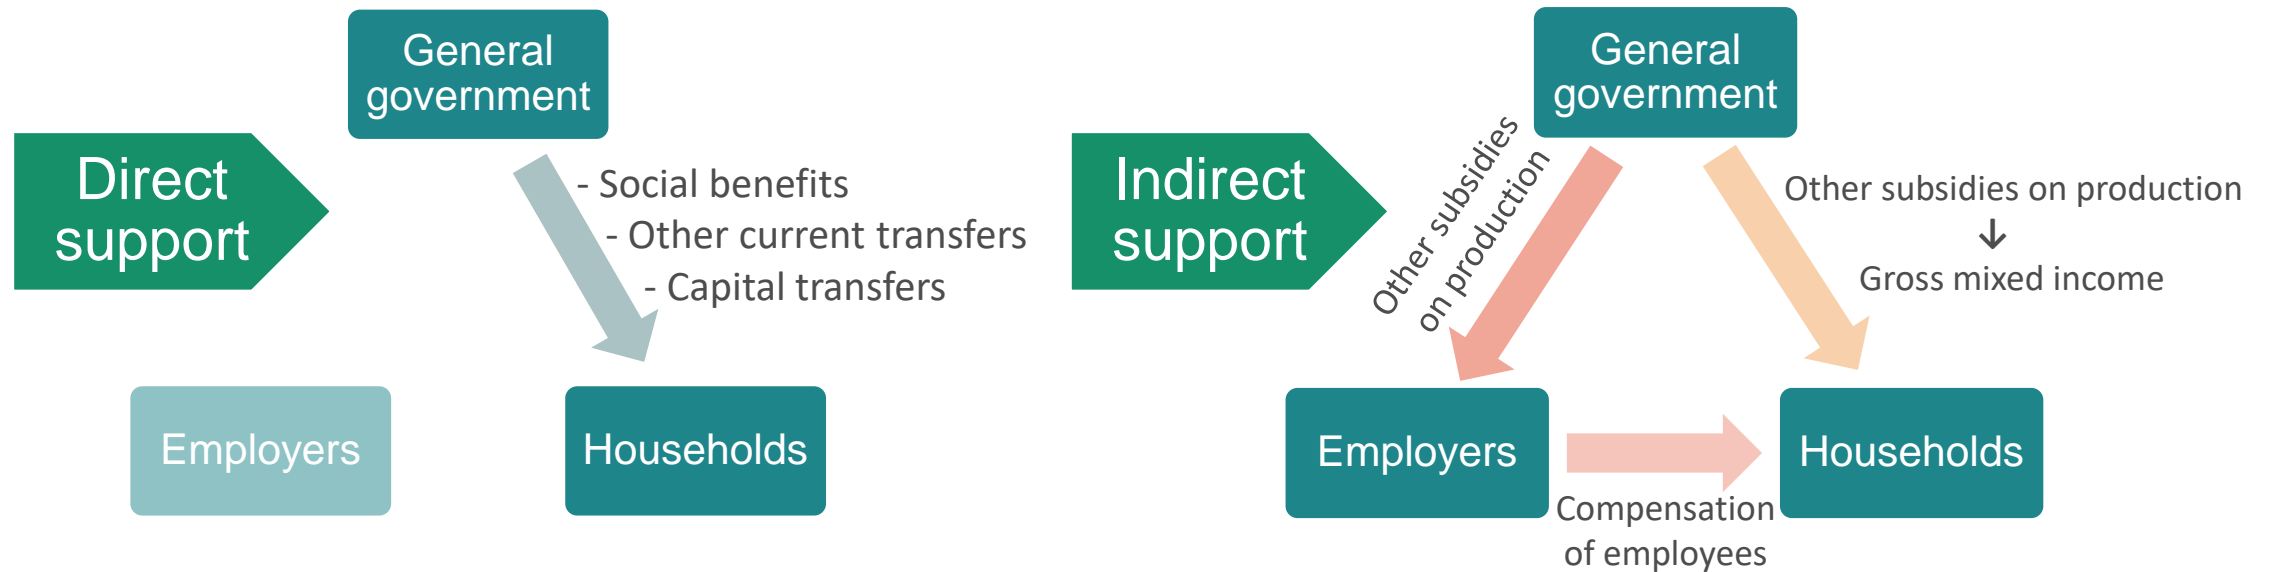 General
government
Direct
support
- Social benefits
- Other current transfers
- Capital transfers
Employers
Households
General
government
Indirect
support
Other subsidies
on production
Other subsidies on production
↓
Gross mixed income
Employers
Households
Compensation
of employees